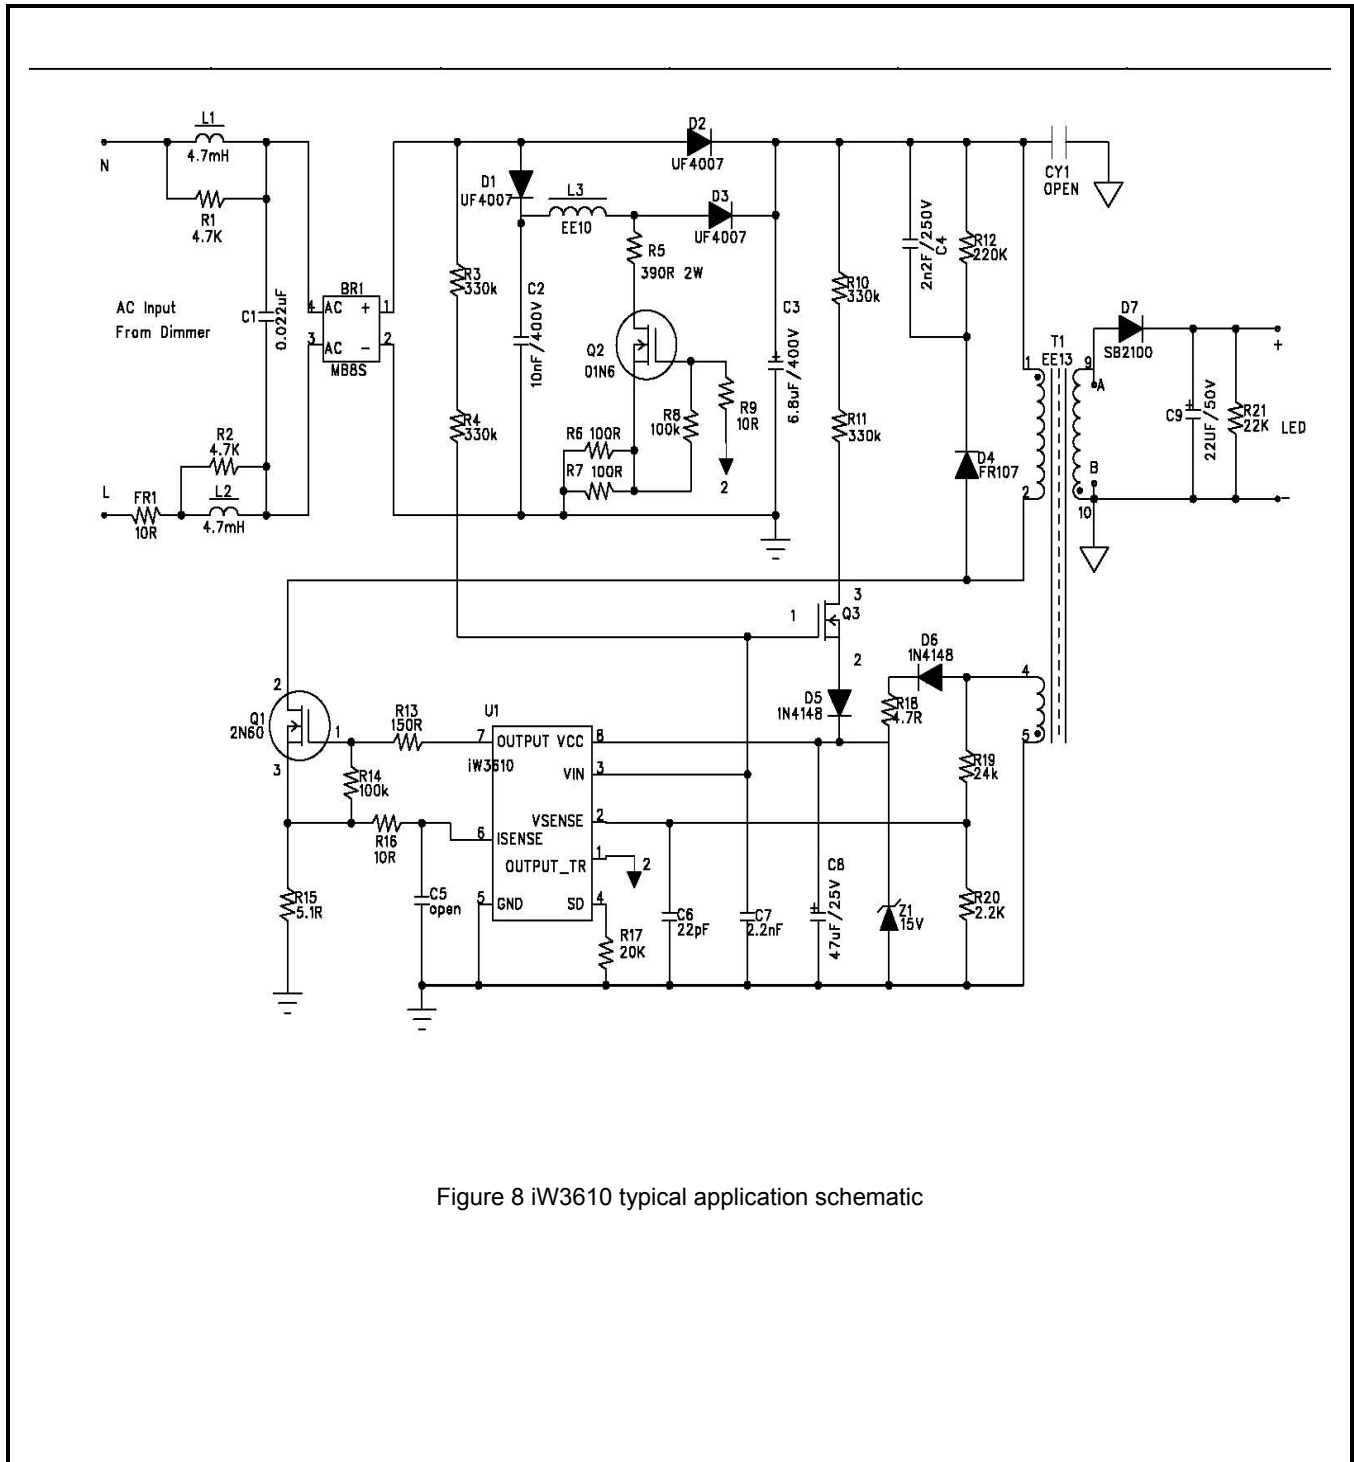 L1
4.7mH
N
R1
4.7K
AC Input
From Dimmer
C1
0.022uF
BR1
4 AC + 1
3 AC - 2
MB8S
R2
4.7K
L
FR1
10R
L2
4.7mH
D2
UF4007
D1
UF4007
L3
EE10
D3
UF4007
R3
330k
R4
330k
C2
10nF/400V
R5
390R 2W
Q2
01N6
R6 100R
R7 100R
R8
100k
R9
10R
2
C3
6.8uF/400V
+
R10
330k
R11
330k
2n2F/250V
C4
R12
220K
D4
FR107
CY1
OPEN
T1
EE13
1
2
9
A
B
10
D7
SB2100
C9
22UF/50V
+
R21
22K
+
LED
-
1
3
Q3
2
D6
1N4148
4
5
D5
1N4148
R18
4.7R
R19
24k
R20
2.2K
2
Q1
2N60
1
3
R13
150R
R14
100k
R16
10R
R15
5.1R
C5
open
U1
7 OUTPUT VCC 8
iW3610
VIN 3
VSENSE 2
6 ISENSE
OUTPUT_TR 1
2
5 GND SD 4
R17
20K
C6
22pF
C7
2.2nF
C8
47uF/25V
+
Z1
15V
Figure 8 iW3610 typical application schematic